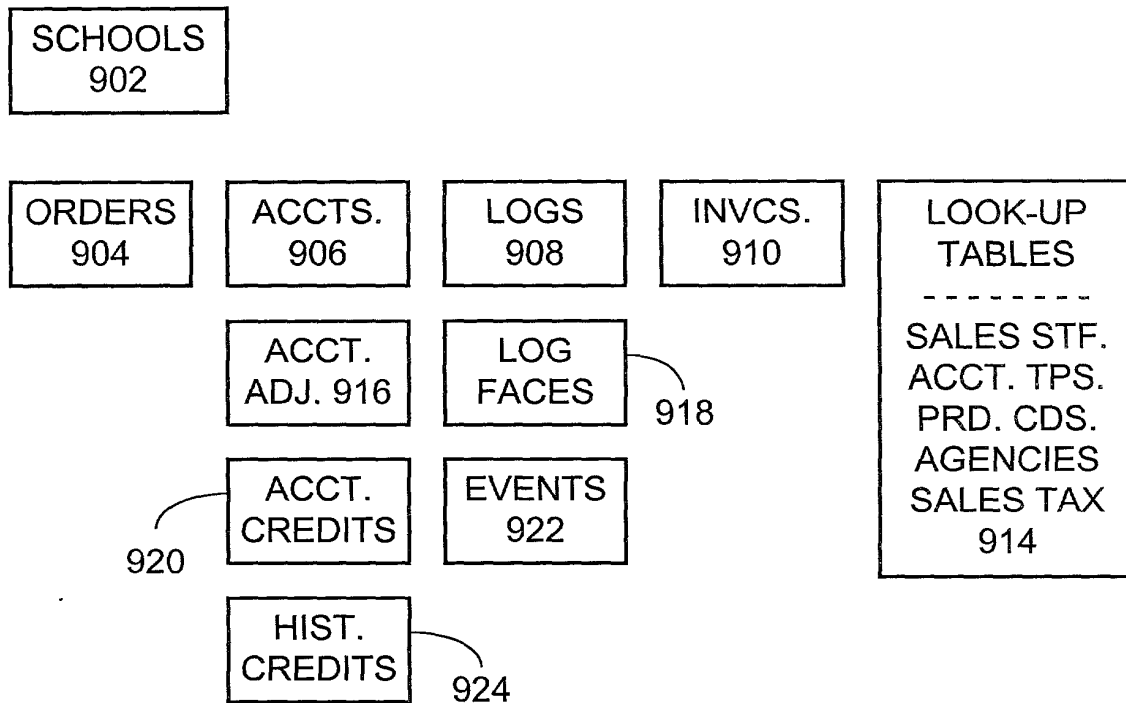 SCHOOLS
902
ORDERS
904
ACCTS.
906
LOGS
908
INVCS.
910
LOOK-UP
TABLES
--------
SALES STF.
ACCT. TPS.
PRD. CDS.
AGENCIES
SALES TAX
914
ACCT.
ADJ. 916
LOG
FACES
918
ACCT.
CREDITS
920
EVENTS
922
HIST.
CREDITS
924